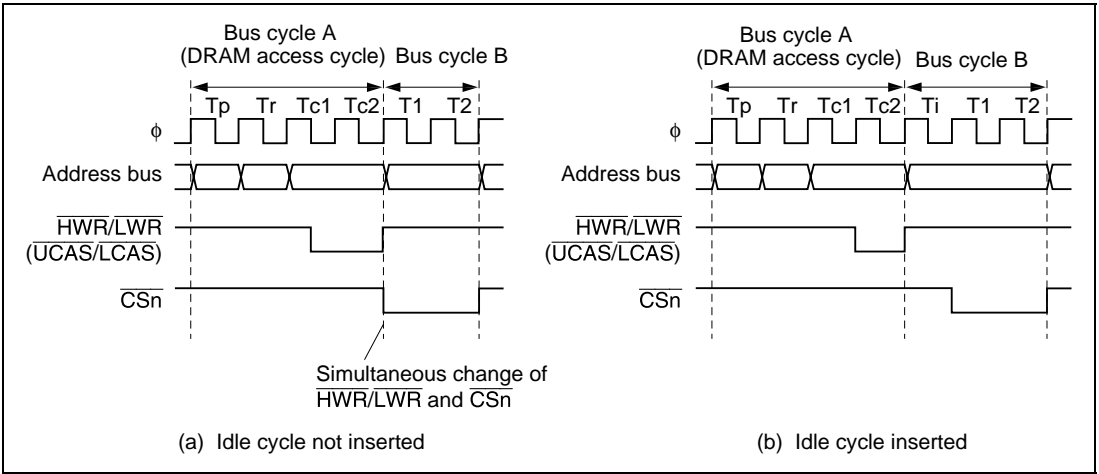 Bus cycle A
(DRAM access cycle) Bus cycle B
Tp Tr Tc1 Tc2 T1 T2
φ
Address bus
HWR/LWR
(UCAS/LCAS)
CSn
Simultaneous change of
HWR/LWR and CSn
(a) Idle cycle not inserted
Bus cycle A
(DRAM access cycle) Bus cycle B
Tp Tr Tc1 Tc2 Ti T1 T2
φ
Address bus
HWR/LWR
(UCAS/LCAS)
CSn
(b) Idle cycle inserted